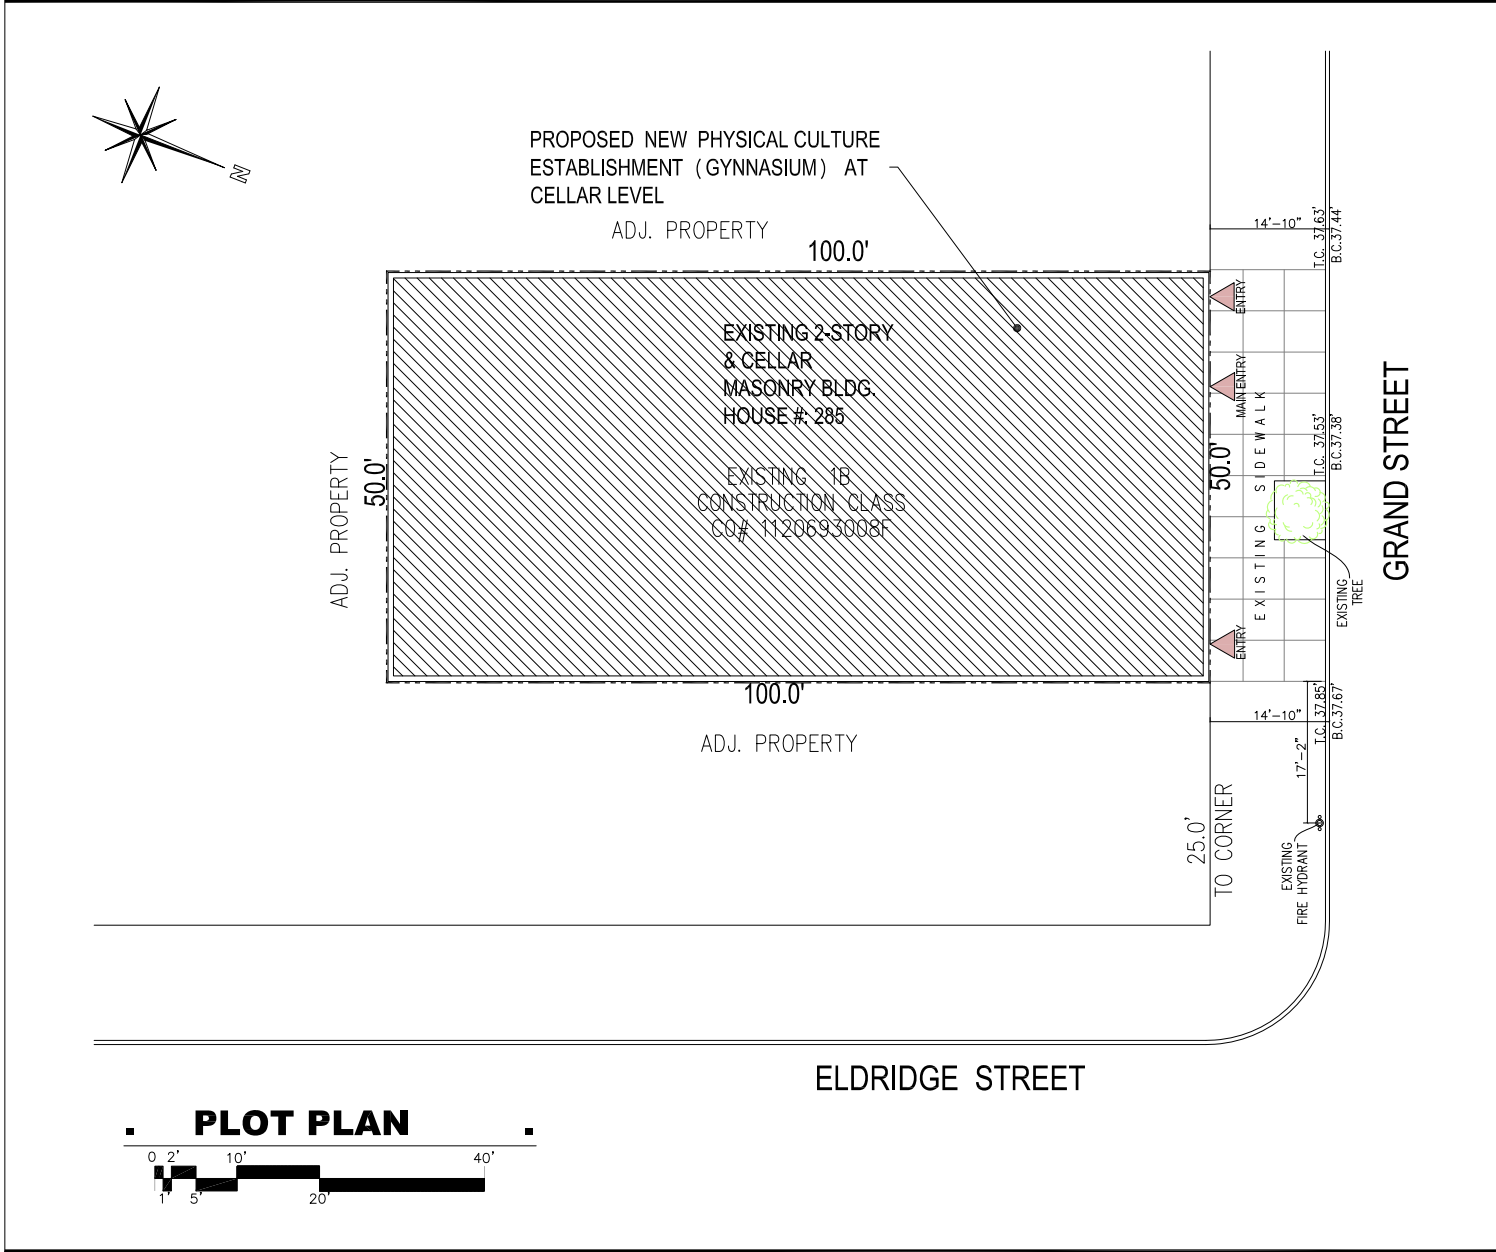 N
PROPOSED NEW PHYSICAL CULTURE
ESTABLISHMENT (GYNNASIUM) AT
CELLAR LEVEL
ADJ. PROPERTY
100.0'
14'-10"
T.C. 37.63'
B.C.37.44'
ENTRY
EXISTING 2-STORY
& CELLAR
MASONRY BLDG.
HOUSE #: 285
MAIN ENTRY
EXISTING SIDEWALK
T.C. 37.53'
B.C.37.38'
GRAND STREET
ADJ. PROPERTY
50.0'
EXISTING 1B
CONSTRUCTION CLASS
CO# 1120693008F
50.0'
EXISTING
TREE
ENTRY
100.0'
ADJ. PROPERTY
14'-10"
T.C. 37.85'
B.C.37.67'
17'-2"
25.0'
TO CORNER
EXISTING
FIRE HYDRANT
ELDRIDGE STREET
PLOT PLAN
0 2' 10' 40'
1' 5' 20'